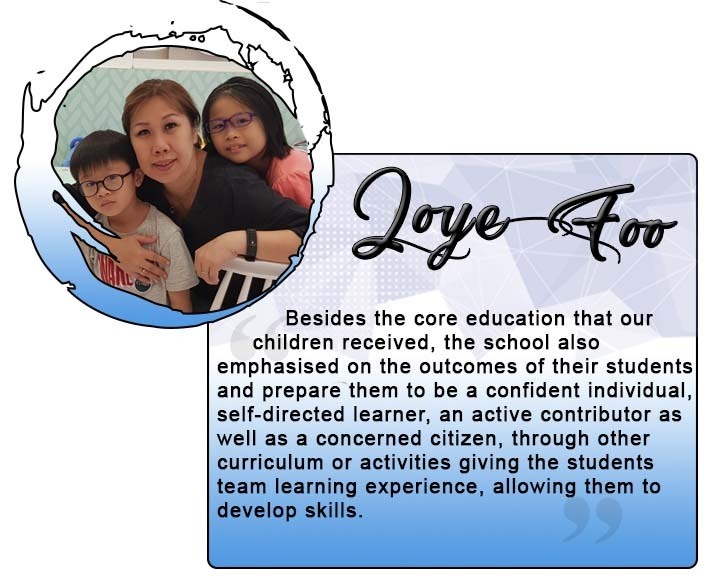 Joye Foo
Besides the core education that our
children received, the school also
emphasised on the outcomes of their students
and prepare them to be a confident individual,
self-directed learner, an active contributor as
well as a concerned citizen, through other
curriculum or activities giving the students
team learning experience, allowing them to
develop skills.